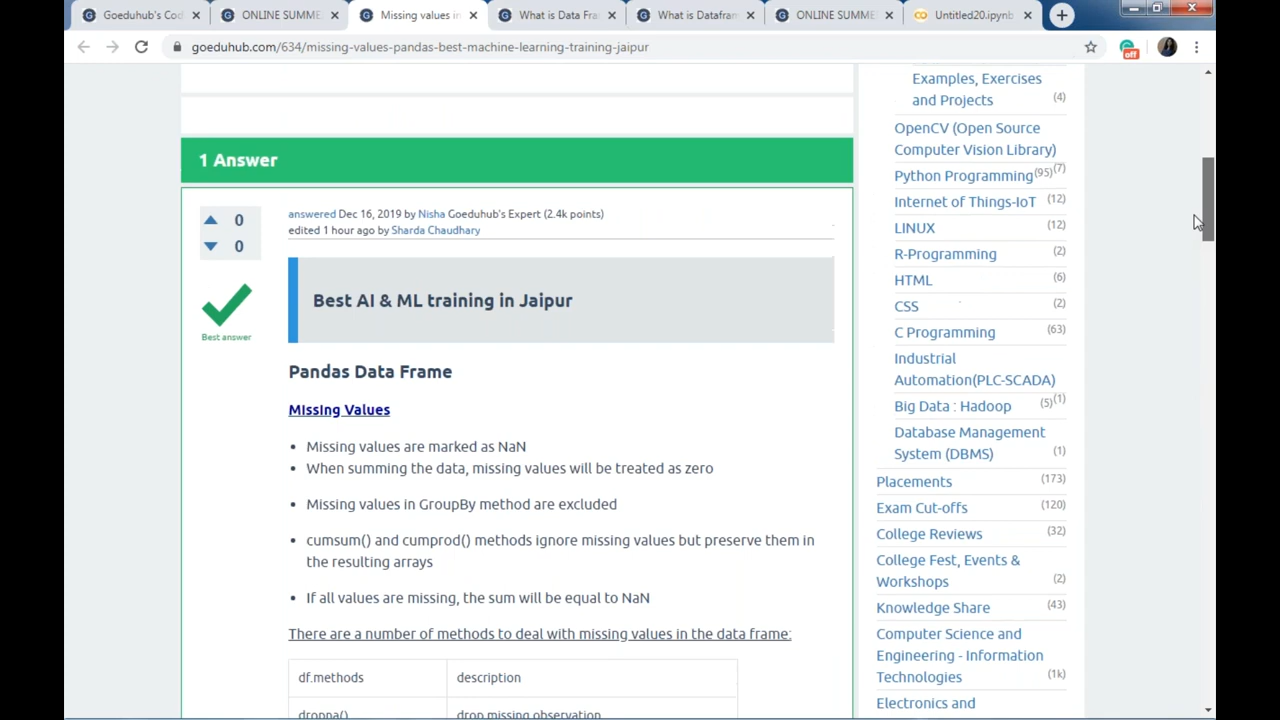 Geoeduhub's Cod
ONLINE SUMME
Missing values in
What is Data Fra
What is Datafram
ONLINE SUMME
Untitled20.ipynb
goeduhub.com/634/missing-values-pandas-best-machine-learning-training-jaipur
off
1 Answer
0
0
Best answer
answered Dec 16, 2019 by Nisha Goeduhub's Expert (2.4k points)
edited 1 hour ago by Sharda Chaudhary
Best AI & ML training in Jaipur
Pandas Data Frame
Missing Values
• Missing values are marked as NaN
• When summing the data, missing values will be treated as zero
• Missing values in GroupBy method are excluded
• cumsum() and cumprod() methods ignore missing values but preserve them in
the resulting arrays
• If all values are missing, the sum will be equal to NaN
There are a number of methods to deal with missing values in the data frame:
df.methods description
dropna() drop missing observation
Examples, Exercises
and Projects (4)
OpenCV (Open Source
Computer Vision Library) (7)
Python Programming (95)
Internet of Things-IoT (12)
LINUX (12)
R-Programming (2)
HTML (6)
CSS (2)
C Programming (63)
Industrial
Automation(PLC-SCADA) (1)
Big Data : Hadoop (5)
Database Management
System (DBMS) (1)
Placements (173)
Exam Cut-offs (120)
College Reviews (32)
College Fest, Events &
Workshops (2)
Knowledge Share (43)
Computer Science and
Engineering - Information
Technologies (1k)
Electronics and